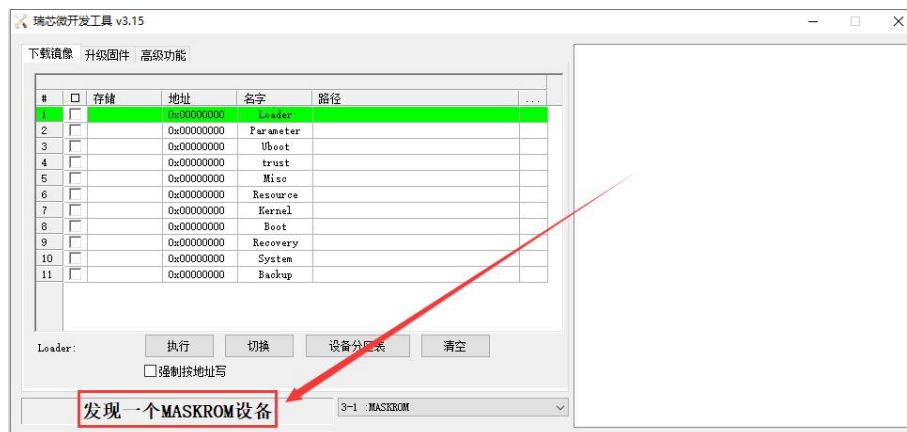 瑞芯微开发工具 v3.15
下载镜像 升级固件 高级功能
# 存储 地址 名字 路径 ...
1 0x00000000 Loader
2 0x00000000 Parameter
3 0x00000000 Uboot
4 0x00000000 trust
5 0x00000000 Misc
6 0x00000000 Resource
7 0x00000000 Kernel
8 0x00000000 Boot
9 0x00000000 Recovery
10 0x00000000 System
11 0x00000000 Backup
Loader: 执行 切换 设备分区表 清空
强制按地址写
发现一个MASKROM设备 3-1 :MASKROM